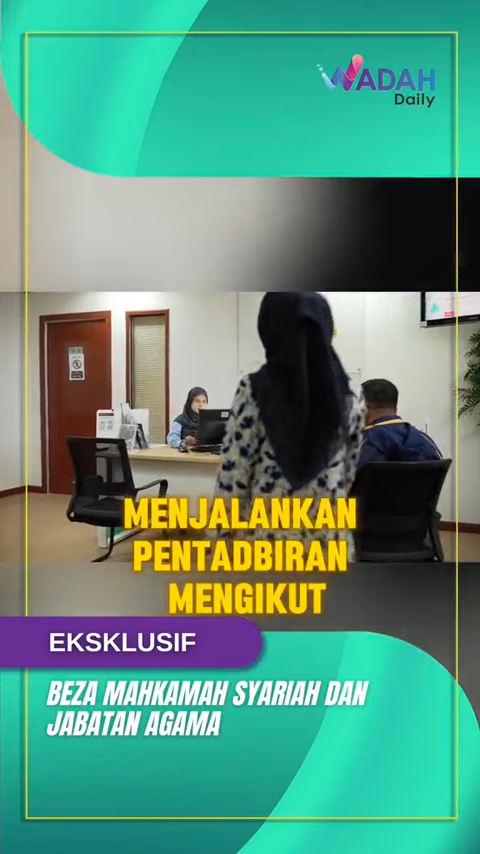 WADAH
Daily
MENJALANKAN
PENTADBIRAN
MENGIKUT
EKSKLUSIF
BEZA MAHKAMAH SYARIAH DAN
JABATAN AGAMA